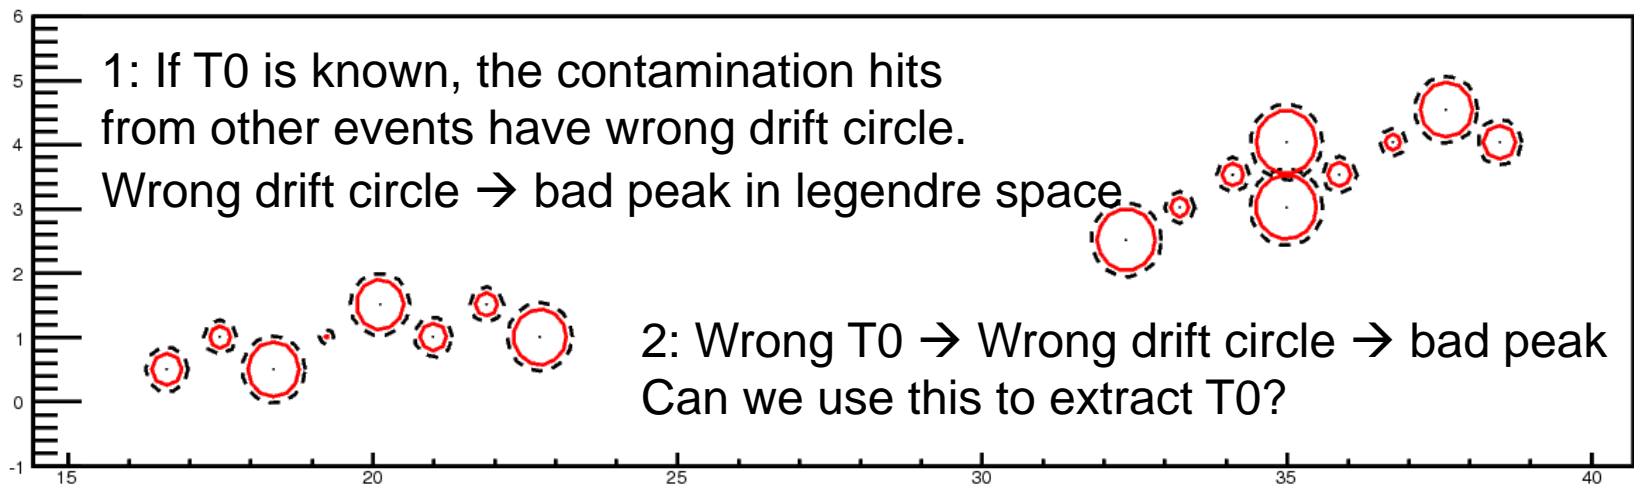 6
1: If T0 is known, the contamination hits
5
from other events have wrong drift circle.
4
Wrong drift circle → bad peak in legendre space
3
2
2: Wrong T0 → Wrong drift circle → bad peak
1
Can we use this to extract T0?
0
-1
15 20 25 30 35 40